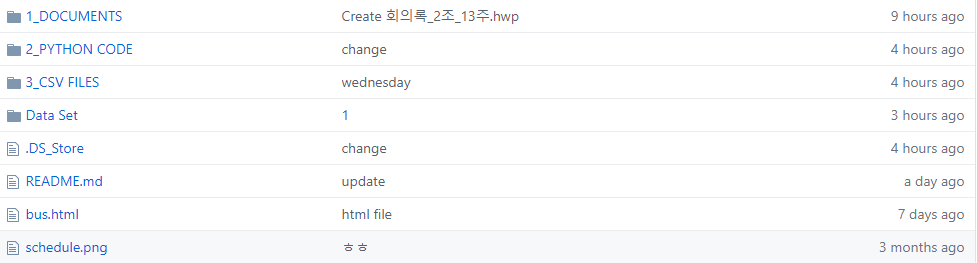 1_DOCUMENTS Create 회의록_2조_13주.hwp 9 hours ago
2_PYTHON CODE change 4 hours ago
3_CSV FILES wednesday 4 hours ago
Data Set 1 3 hours ago
.DS_Store change 4 hours ago
README.md update a day ago
bus.html html file 7 days ago
schedule.png ㅎㅎ 3 months ago